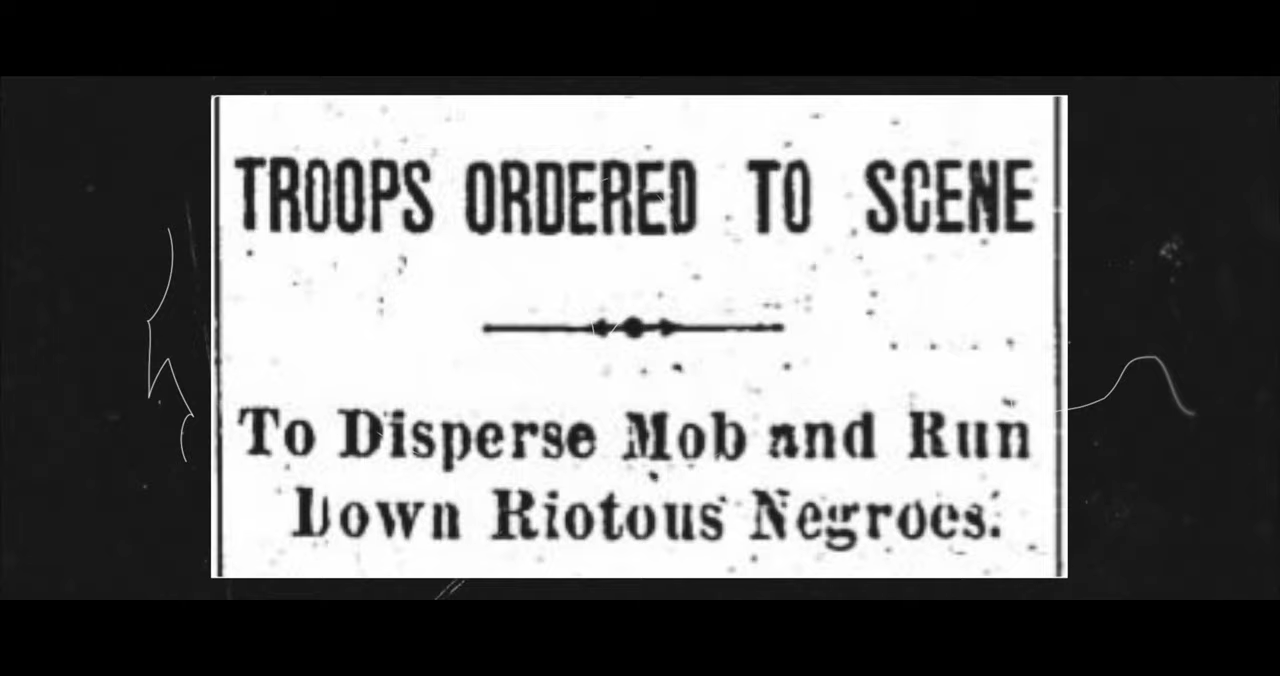 TROOPS ORDERED TO SCENE
To Disperse Mob and Run
Down Riotous Negroes.